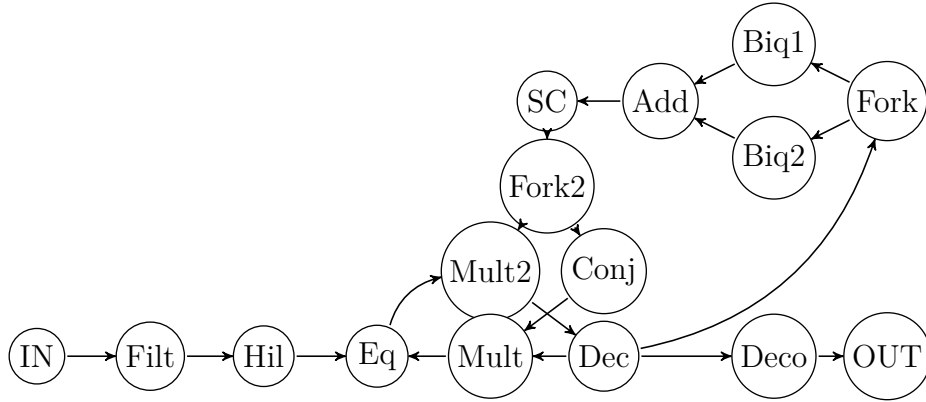 Biq1
SC
Add
Fork
Biq2
Fork2
Mult2
Conj
IN
Filt
Hil
Eq
Mult
Dec
Deco
OUT